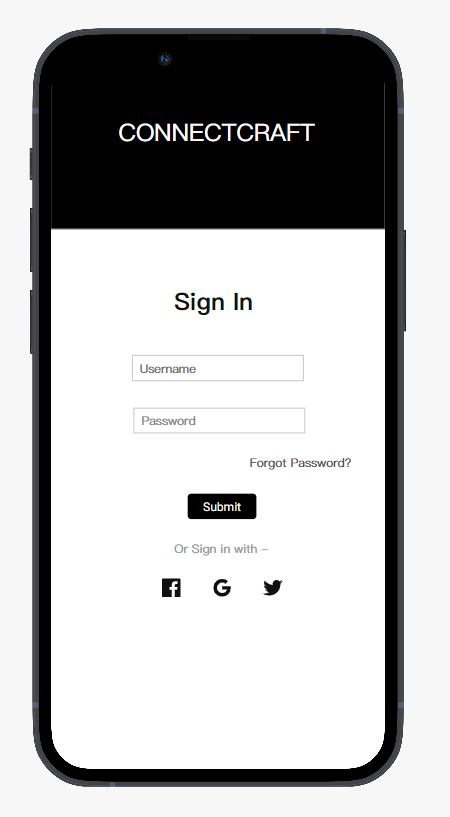 CONNECTCRAFT
Sign In
Username
Password
Forgot Password?
Submit
Or Sign in with –